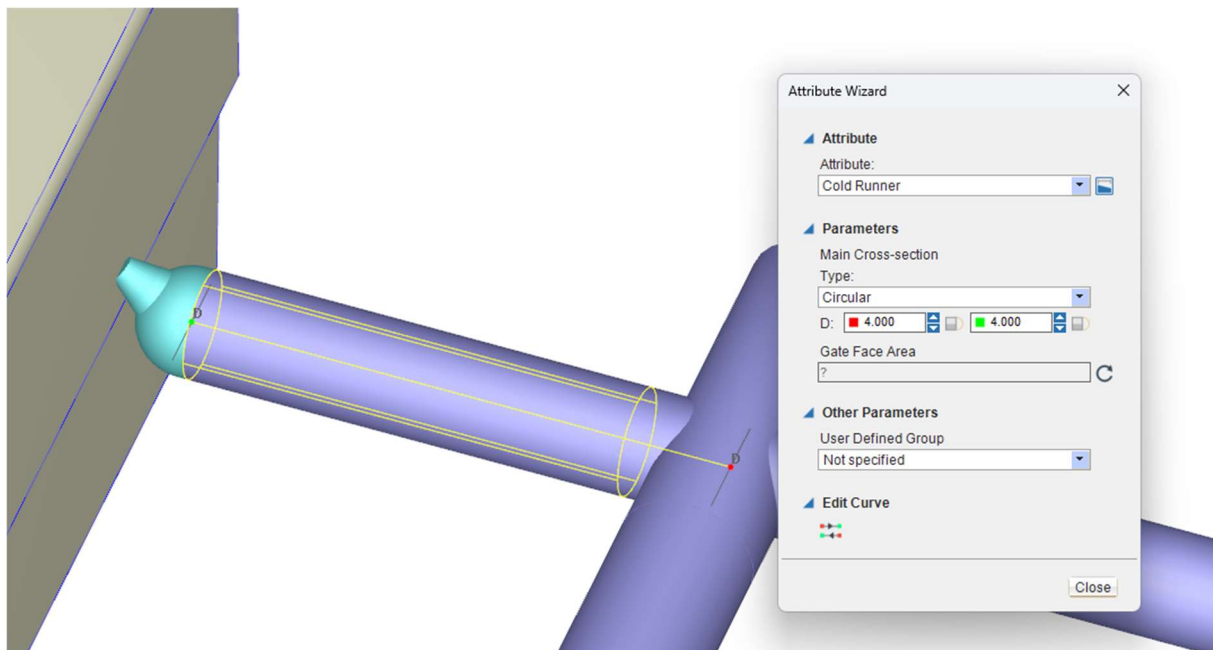 Attribute Wizard
Attribute
Attribute:
Cold Runner
Parameters
Main Cross-section
Type:
Circular
D: 4.000 4.000
Gate Face Area
?
Other Parameters
User Defined Group
Not specified
Edit Curve
Close
D
D